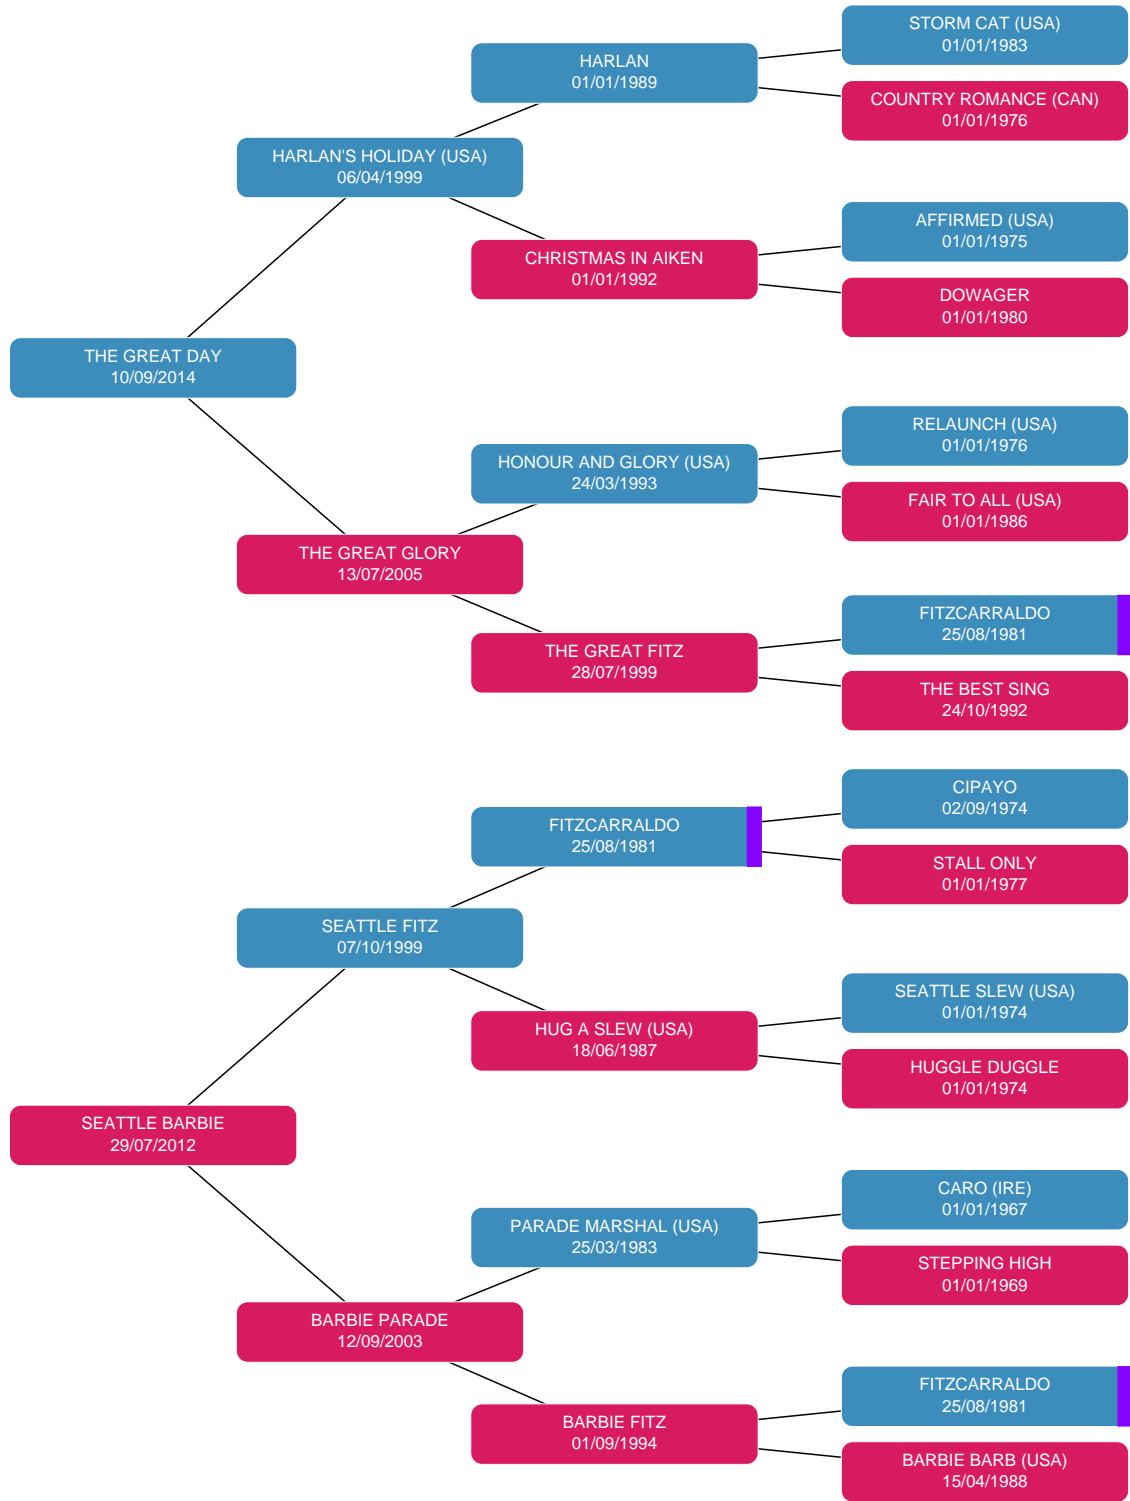 STORM CAT (USA)
01/01/1983
HARLAN
01/01/1989
COUNTRY ROMANCE (CAN)
01/01/1976
HARLAN'S HOLIDAY (USA)
06/04/1999
AFFIRMED (USA)
01/01/1975
CHRISTMAS IN AIKEN
01/01/1992
DOWAGER
01/01/1980
THE GREAT DAY
10/09/2014
RELAUNCH (USA)
01/01/1976
HONOUR AND GLORY (USA)
24/03/1993
FAIR TO ALL (USA)
01/01/1986
THE GREAT GLORY
13/07/2005
FITZCARRALDO
25/08/1981
THE GREAT FITZ
28/07/1999
THE BEST SING
24/10/1992
CIPAYO
02/09/1974
FITZCARRALDO
25/08/1981
STALL ONLY
01/01/1977
SEATTLE FITZ
07/10/1999
SEATTLE SLEW (USA)
01/01/1974
HUG A SLEW (USA)
18/06/1987
HUGGLE DUGGLE
01/01/1974
SEATTLE BARBIE
29/07/2012
CARO (IRE)
01/01/1967
PARADE MARSHAL (USA)
25/03/1983
STEPPING HIGH
01/01/1969
BARBIE PARADE
12/09/2003
FITZCARRALDO
25/08/1981
BARBIE FITZ
01/09/1994
BARBIE BARB (USA)
15/04/1988